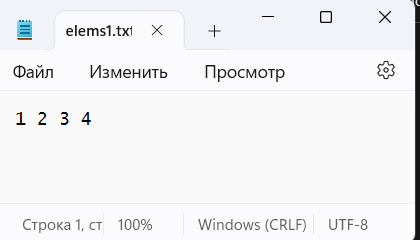 elems1.txt
Файл Изменить Просмотр
1 2 3 4
Строка 1, ст 100% Windows (CRLF) UTF-8